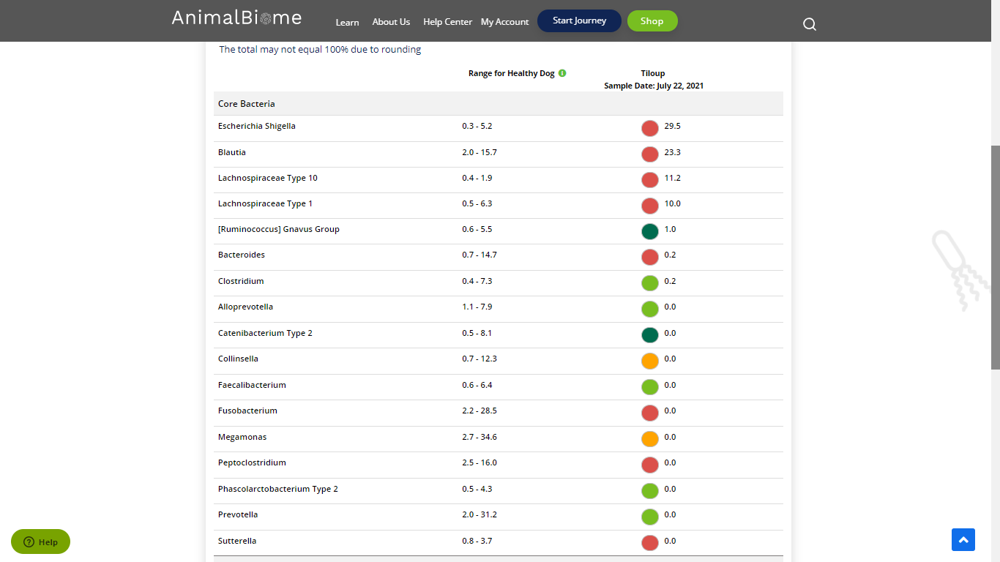 AnimalBiome
Learn About Us Help Center My Account Start Journey Shop
The total may not equal 100% due to rounding
Range for Healthy Dog i Tiloup
Sample Date: July 22, 2021
Core Bacteria
Escherichia Shigella 0.3 - 5.2 29.5
Blautia 2.0 - 15.7 23.3
Lachnospiraceae Type 10 0.4 - 1.9 11.2
Lachnospiraceae Type 1 0.5 - 6.3 10.0
[Ruminococcus] Gnavus Group 0.6 - 5.5 1.0
Bacteroides 0.7 - 14.7 0.2
Clostridium 0.4 - 7.3 0.2
Alloprevotella 1.1 - 7.9 0.0
Catenibacterium Type 2 0.5 - 8.1 0.0
Collinsella 0.7 - 12.3 0.0
Faecalibacterium 0.6 - 6.4 0.0
Fusobacterium 2.2 - 28.5 0.0
Megamonas 2.7 - 34.6 0.0
Peptoclostridium 2.5 - 16.0 0.0
Phascolarctobacterium Type 2 0.5 - 4.3 0.0
Prevotella 2.0 - 31.2 0.0
Sutterella 0.8 - 3.7 0.0
? Help